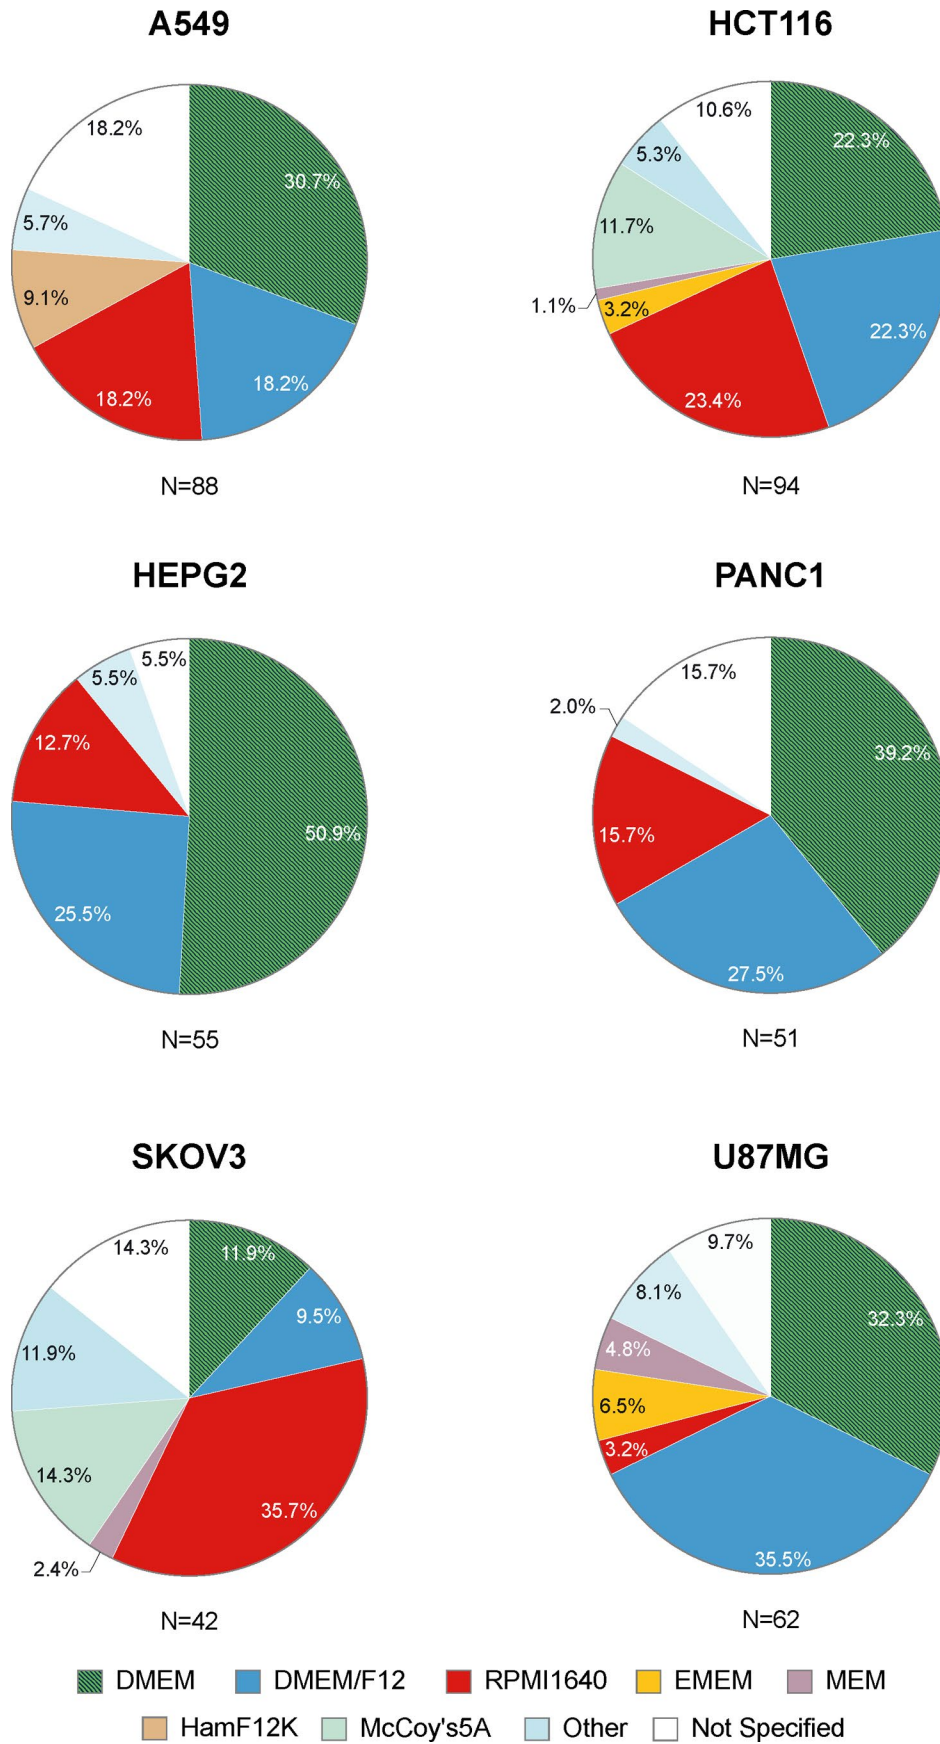 A549
HCT116
18.2%
30.7%
5.7%
9.1%
18.2%
18.2%
N=88
10.6%
22.3%
5.3%
11.7%
1.1%
3.2%
22.3%
23.4%
N=94
HEPG2
PANC1
5.5%
5.5%
12.7%
50.9%
25.5%
N=55
15.7%
2.0%
39.2%
15.7%
27.5%
N=51
SKOV3
U87MG
14.3%
11.9%
9.5%
11.9%
14.3%
35.7%
2.4%
N=42
9.7%
8.1%
32.3%
4.8%
6.5%
3.2%
35.5%
N=62
DMEM DMEM/F12 RPMI1640 EMEM MEM
HamF12K McCoy's5A Other Not Specified